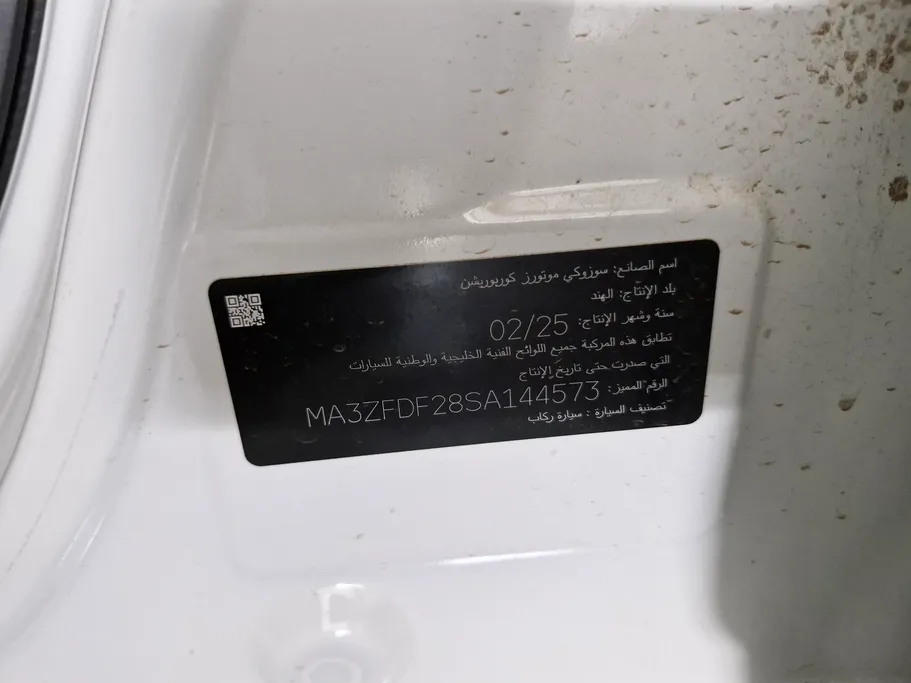 اسم الصانع: سوزوكي موتورز كوربوريشن
بلد الإنتاج: الهند
سنة وشهر الإنتاج: 02/25
تطابق هذه المركبة جميع اللوائح الفنية الخليجية والوطنية للسيارات
التي صدرت حتى تاريخ الإنتاج
الرقم المميز: MA3ZFDF28SA144573
تصنيف السيارة : سيارة ركاب